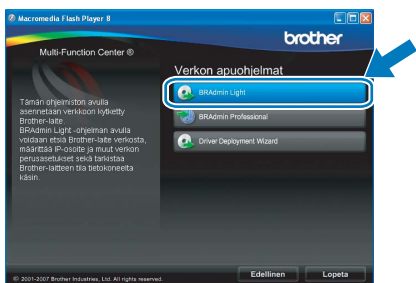 Macromedia Flash Player 8
brother
Multi-Function Center ®
Verkon apuohjelmat
Tämän ohjelmiston avulla
asennetaan verkkoon kytketty
Brother-laite.
BRAdmin Light -ohjelman avulla
voidaan etsiä Brother-laite verkosta,
määrittää IP-osoite ja muut verkon
perusasetukset sekä tarkistaa
Brother-laitteen tila tietokoneelta
käsin.
BRAdmin Light
BRAdmin Professional
Driver Deployment Wizard
© 2001-2007 Brother Industries, Ltd. All rights reserved.
Edellinen
Lopeta